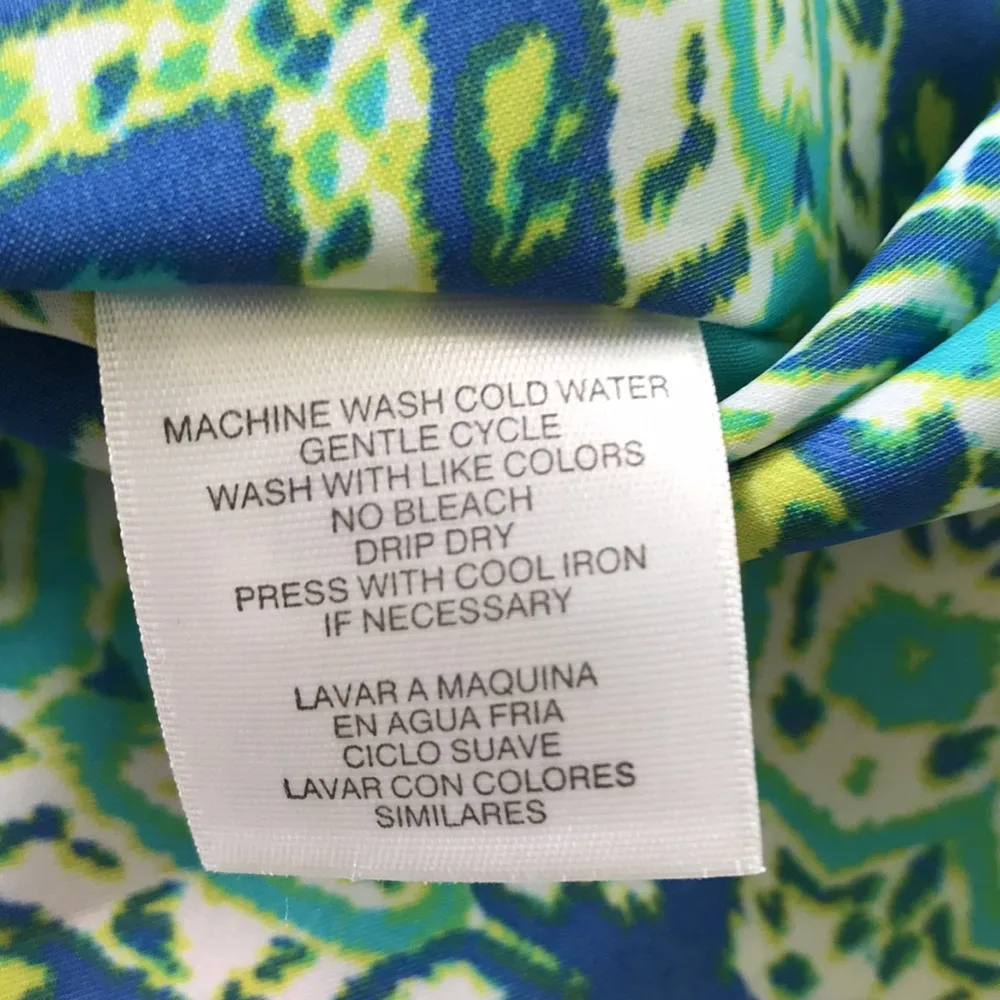 MACHINE WASH COLD WATER
GENTLE CYCLE
WASH WITH LIKE COLORS
NO BLEACH
DRIP DRY
PRESS WITH COOL IRON
IF NECESSARY
LAVAR A MAQUINA
EN AGUA FRIA
CICLO SUAVE
LAVAR CON COLORES
SIMILARES